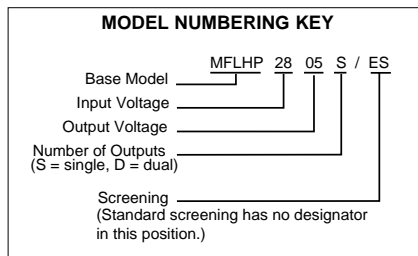 MODEL NUMBERING KEY
MFLHP 28 05 S / ES
Base Model
Input Voltage
Output Voltage
Number of Outputs
(S = single, D = dual)
Screening
(Standard screening has no designator
in this position.)